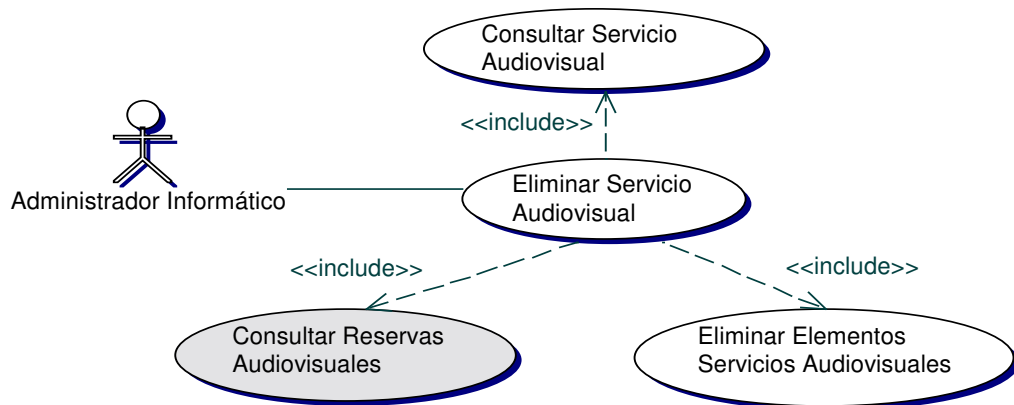 Consultar Servicio
Audiovisual
<<include>>
Administrador Informático
Eliminar Servicio
Audiovisual
<<include>>
<<include>>
Consultar Reservas
Audiovisuales
Eliminar Elementos
Servicios Audiovisuales